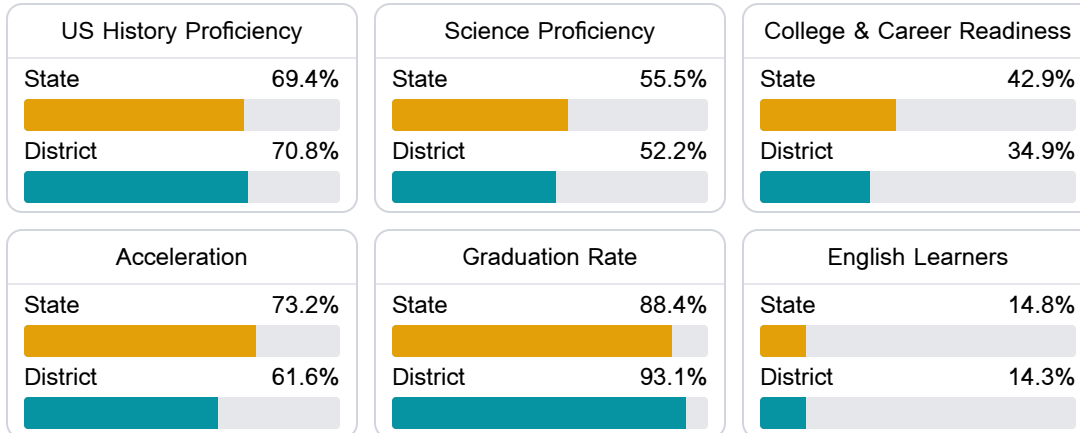 US History Proficiency
State 69.4%
District 70.8%
Science Proficiency
State 55.5%
District 52.2%
College & Career Readiness
State 42.9%
District 34.9%
Acceleration
State 73.2%
District 61.6%
Graduation Rate
State 88.4%
District 93.1%
English Learners
State 14.8%
District 14.3%